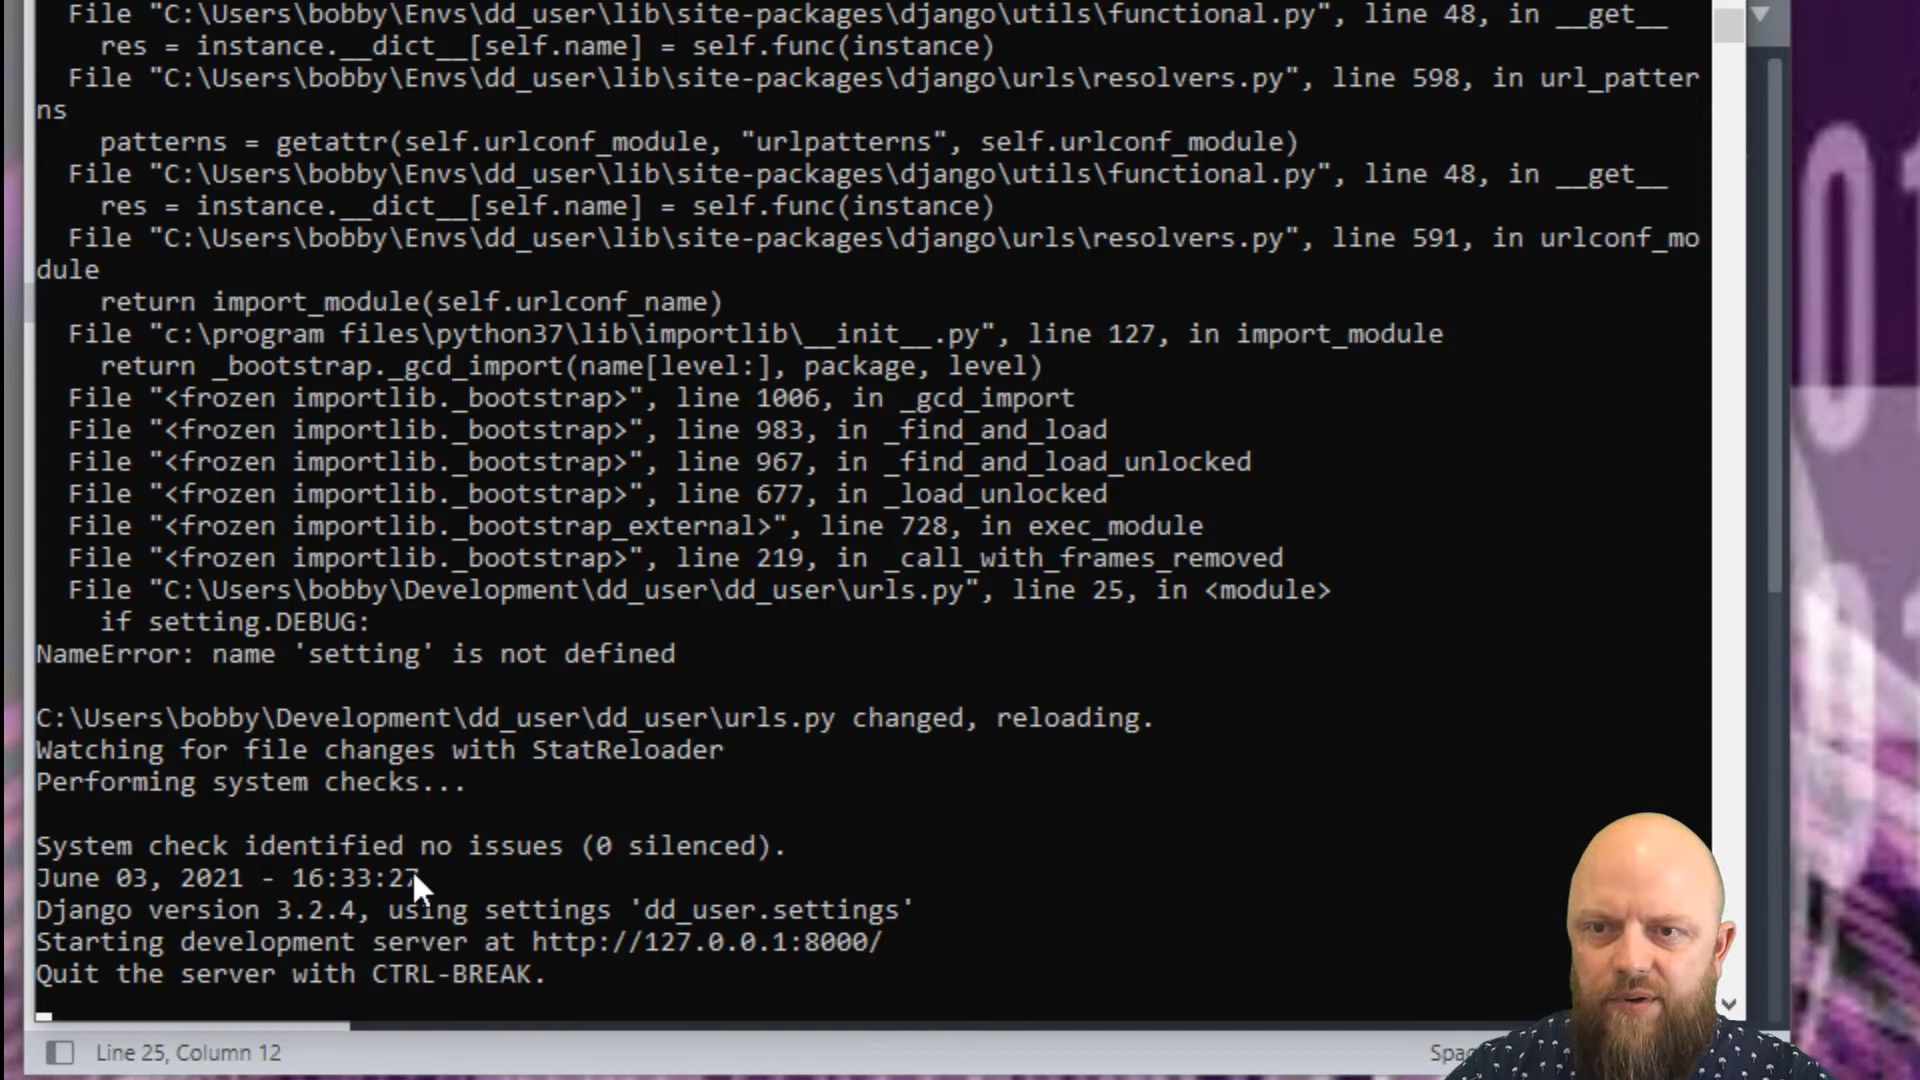 File "C:\Users\bobby\Envs\dd_user\lib\site-packages\django\utils\functional.py", line 48, in __get__
res = instance.__dict__[self.name] = self.func(instance)
File "C:\Users\bobby\Envs\dd_user\lib\site-packages\django\urls\resolvers.py", line 598, in url_patter
ns
patterns = getattr(self.urlconf_module, "urlpatterns", self.urlconf_module)
File "C:\Users\bobby\Envs\dd_user\lib\site-packages\django\utils\functional.py", line 48, in __get__
res = instance.__dict__[self.name] = self.func(instance)
File "C:\Users\bobby\Envs\dd_user\lib\site-packages\django\urls\resolvers.py", line 591, in urlconf_mo
dule
return import_module(self.urlconf_name)
File "c:\program files\python37\lib\importlib\__init__.py", line 127, in import_module
return _bootstrap._gcd_import(name[level:], package, level)
File "<frozen importlib._bootstrap>", line 1006, in _gcd_import
File "<frozen importlib._bootstrap>", line 983, in _find_and_load
File "<frozen importlib._bootstrap>", line 967, in _find_and_load_unlocked
File "<frozen importlib._bootstrap>", line 677, in _load_unlocked
File "<frozen importlib._bootstrap_external>", line 728, in exec_module
File "<frozen importlib._bootstrap>", line 219, in _call_with_frames_removed
File "C:\Users\bobby\Development\dd_user\dd_user\urls.py", line 25, in <module>
if setting.DEBUG:
NameError: name 'setting' is not defined
C:\Users\bobby\Development\dd_user\dd_user\urls.py changed, reloading.
Watching for file changes with StatReloader
Performing system checks...
System check identified no issues (0 silenced).
June 03, 2021 - 16:33:27
Django version 3.2.4, using settings 'dd_user.settings'
Starting development server at http://127.0.0.1:8000/
Quit the server with CTRL-BREAK.
Line 25, Column 12